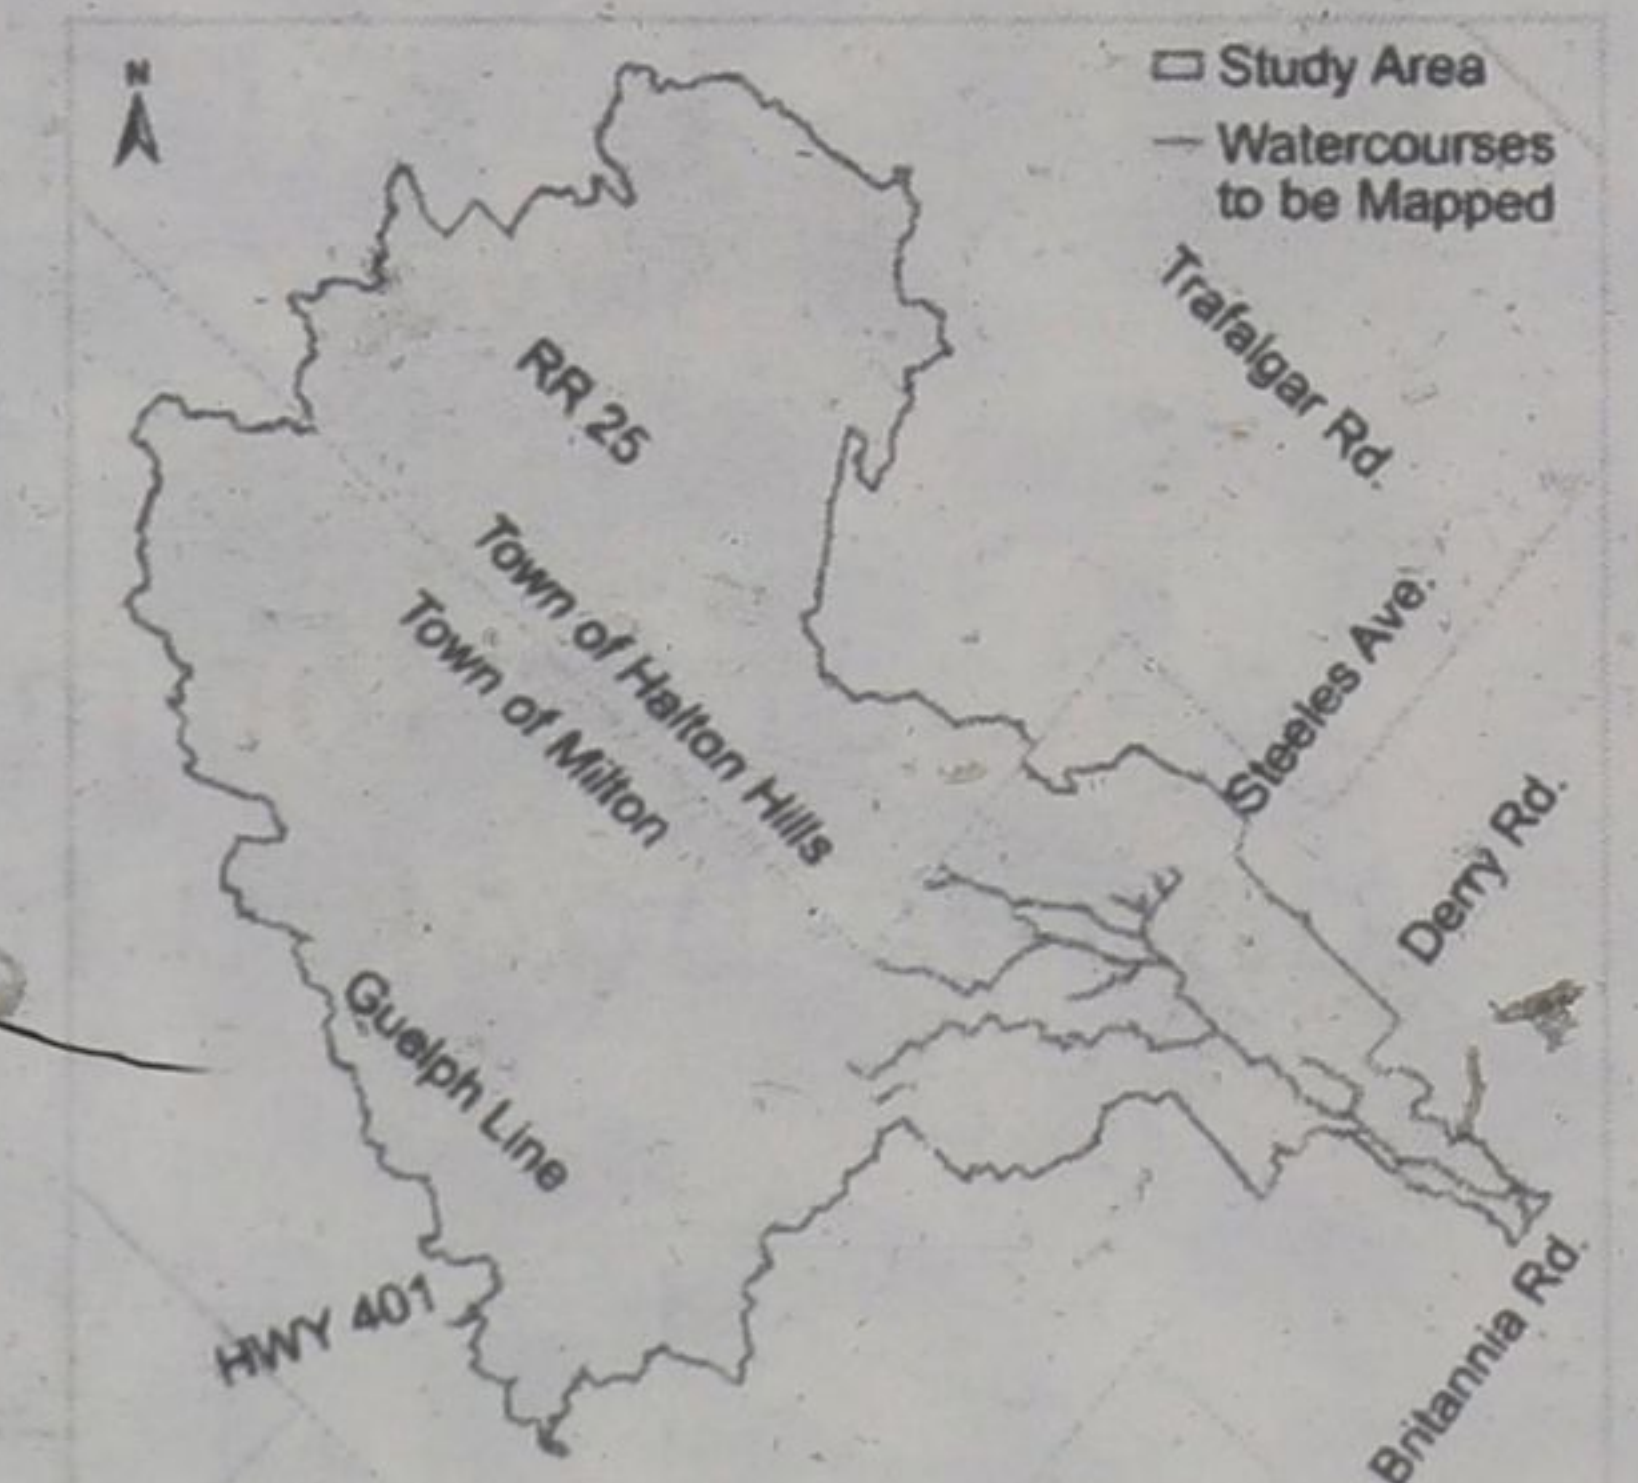 N
Study Area
Watercourses
to be Mapped
Trafalgar Rd.
RR 25
Town of Halton Hills
Town of Milton
Steeles Ave.
Derry Rd.
Guelph Line
HWY 401
Britannia Rd.